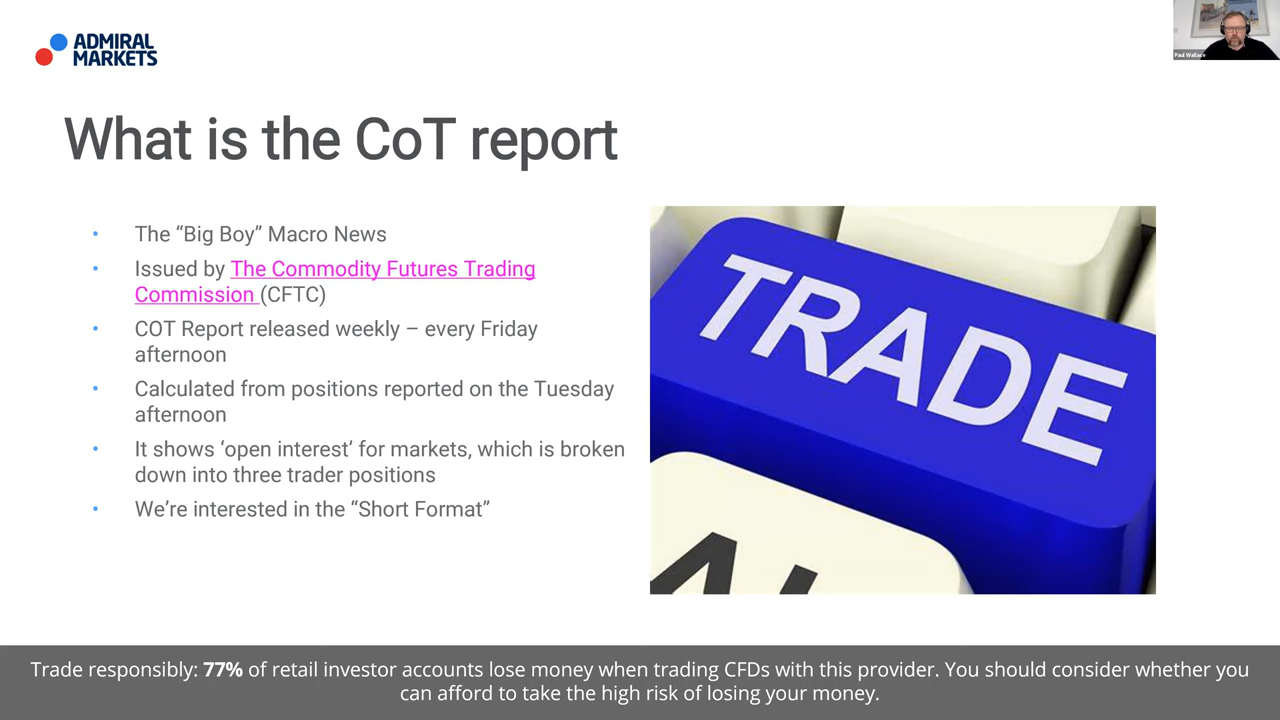 ADMIRAL
MARKETS
Paul Wallace
What is the CoT report
• The “Big Boy” Macro News
• Issued by The Commodity Futures Trading
Commission (CFTC)
• COT Report released weekly – every Friday
afternoon
• Calculated from positions reported on the Tuesday
afternoon
• It shows ‘open interest’ for markets, which is broken
down into three trader positions
• We’re interested in the “Short Format”
TRADE
Trade responsibly: 77% of retail investor accounts lose money when trading CFDs with this provider. You should consider whether you
can afford to take the high risk of losing your money.